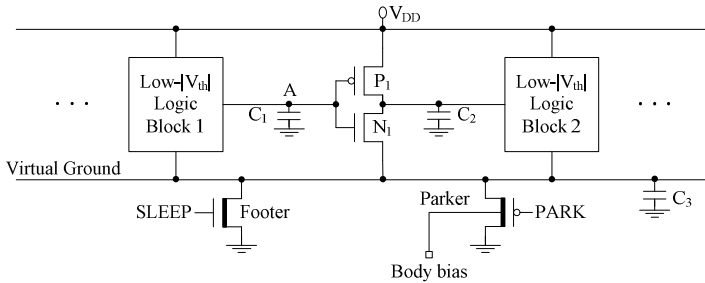 V_DD
Low-|V_th|
Logic
Block 1
A
C_1
P_1
N_1
C_2
Low-|V_th|
Logic
Block 2
. . .
. . .
Virtual Ground
SLEEP
Footer
Parker
PARK
C_3
Body bias